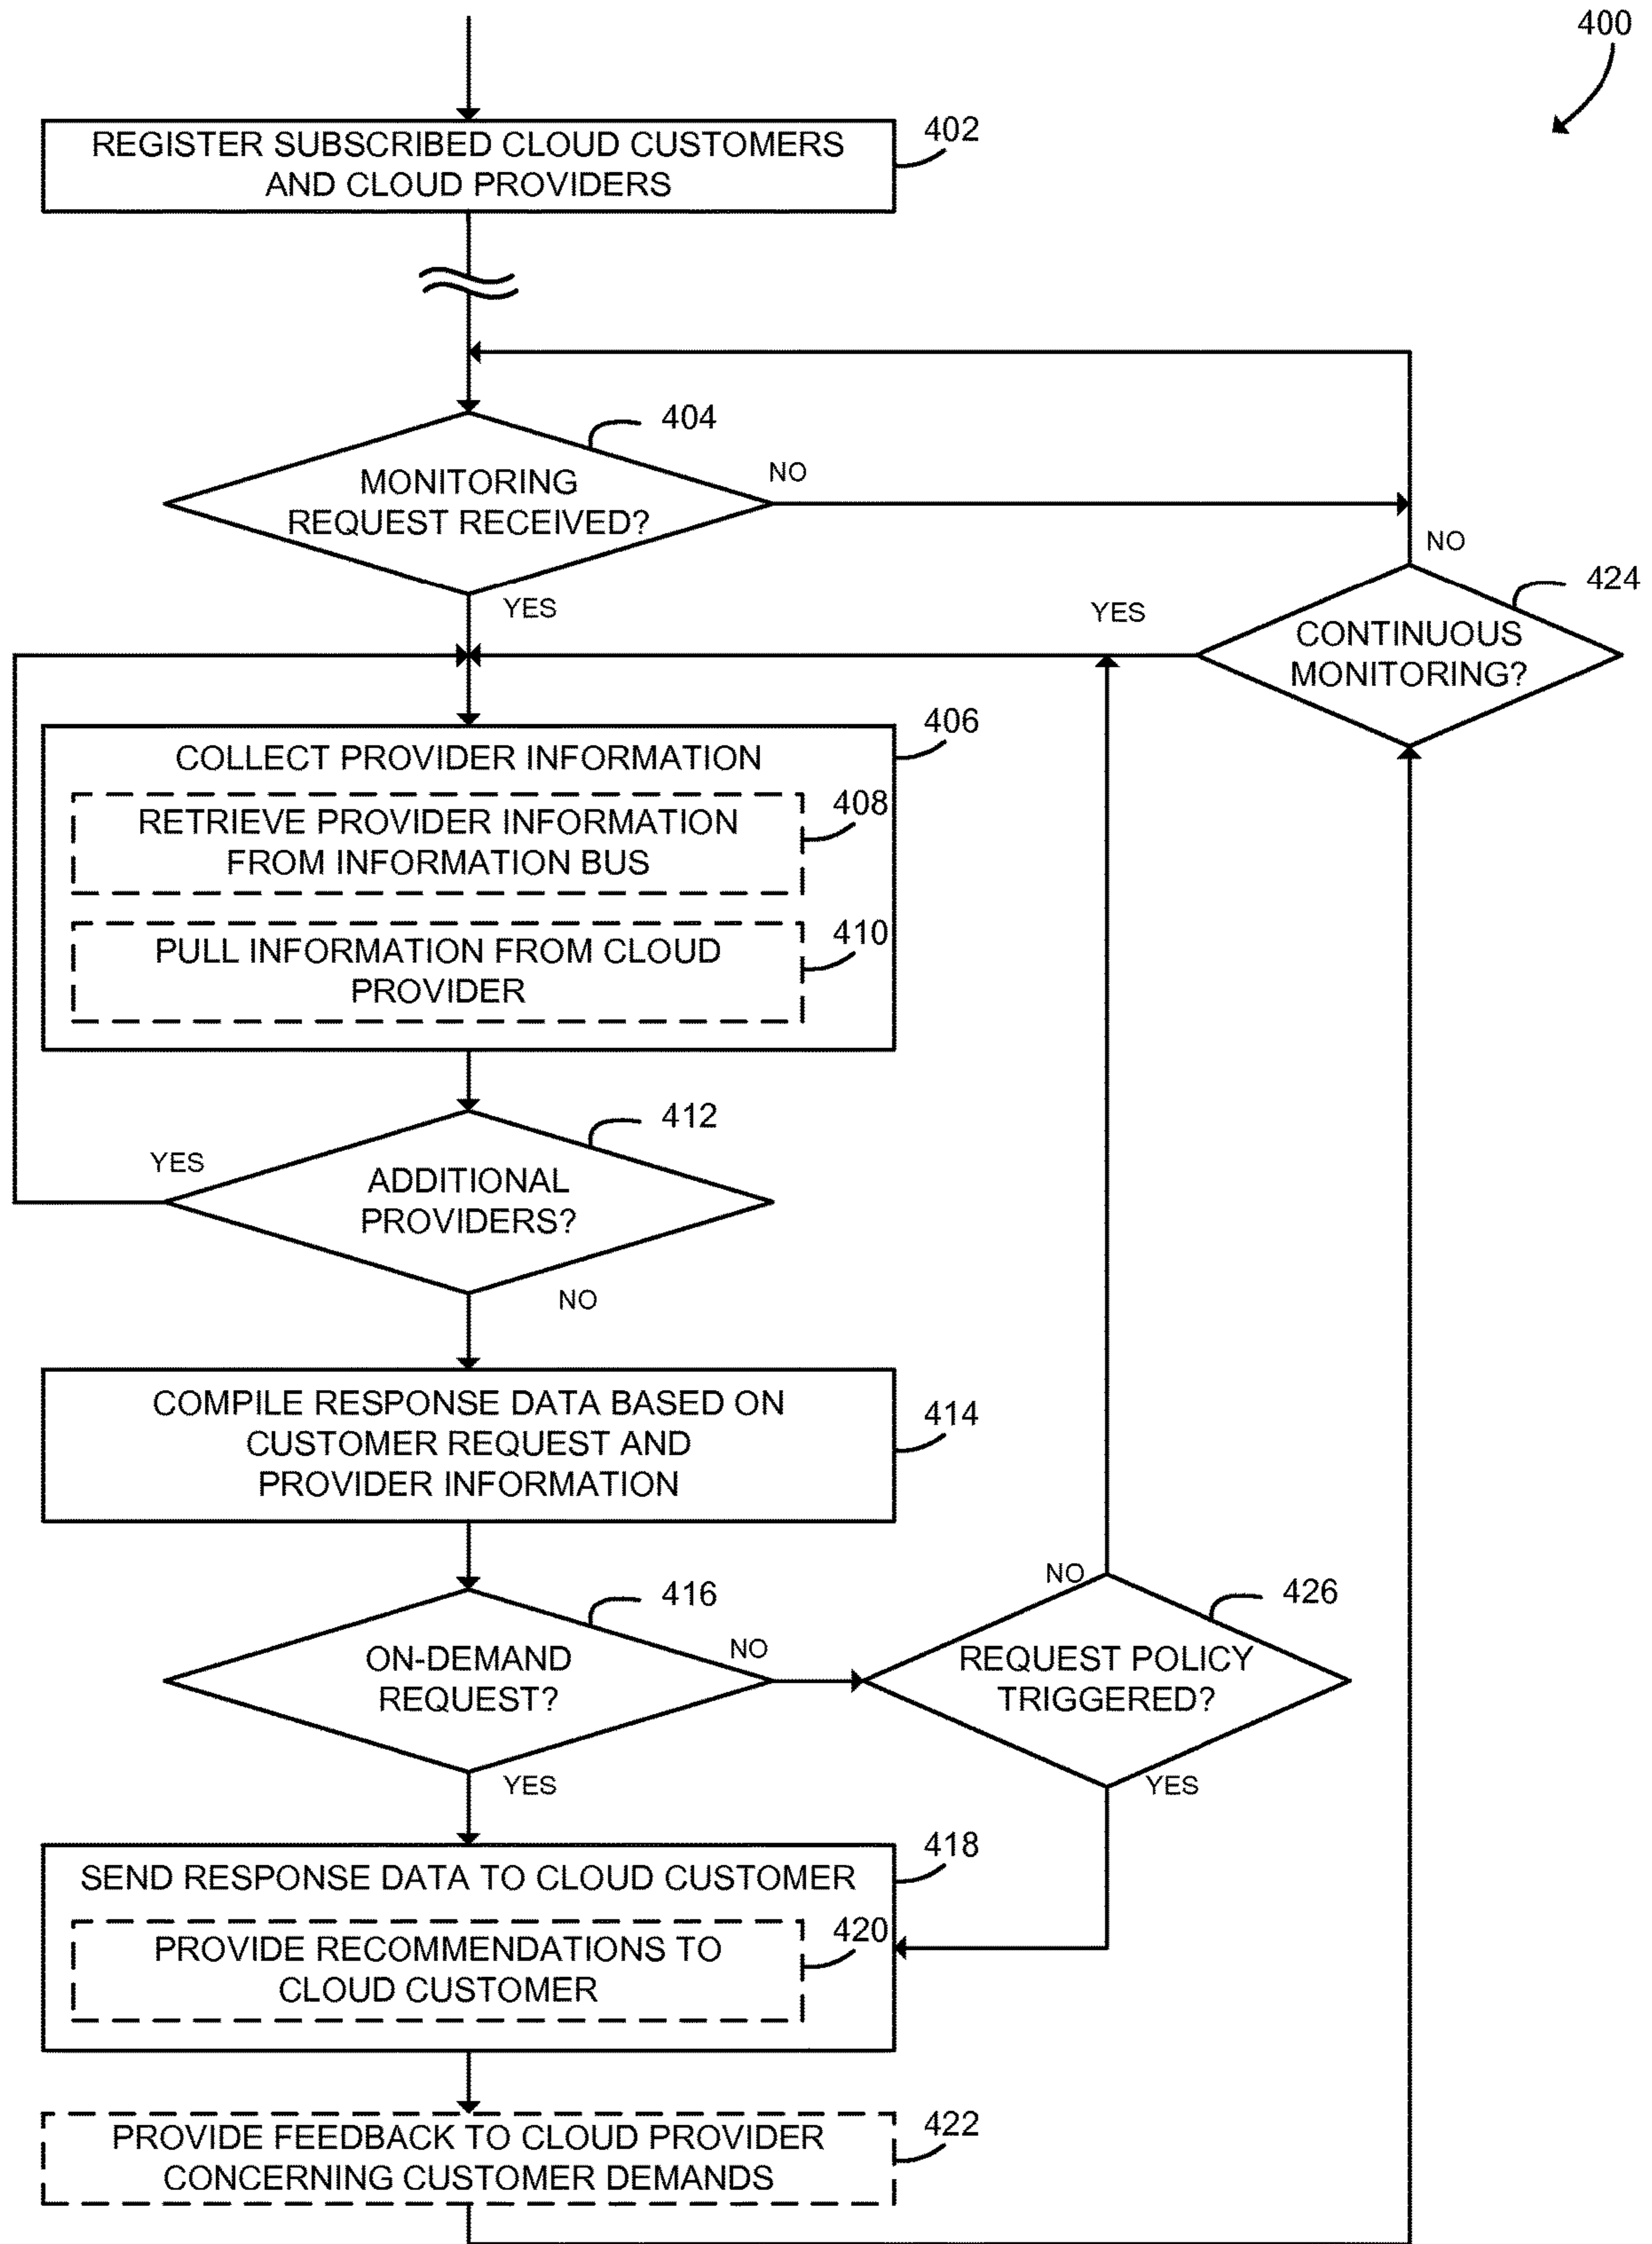 400
REGISTER SUBSCRIBED CLOUD CUSTOMERS
AND CLOUD PROVIDERS
402
MONITORING
REQUEST RECEIVED?
404
NO
YES
CONTINUOUS
MONITORING?
424
NO
YES
COLLECT PROVIDER INFORMATION
406
RETRIEVE PROVIDER INFORMATION
FROM INFORMATION BUS
408
PULL INFORMATION FROM CLOUD
PROVIDER
410
ADDITIONAL
PROVIDERS?
412
YES
NO
COMPILE RESPONSE DATA BASED ON
CUSTOMER REQUEST AND
PROVIDER INFORMATION
414
ON-DEMAND
REQUEST?
416
NO
YES
REQUEST POLICY
TRIGGERED?
426
NO
YES
SEND RESPONSE DATA TO CLOUD CUSTOMER
418
PROVIDE RECOMMENDATIONS TO
CLOUD CUSTOMER
420
PROVIDE FEEDBACK TO CLOUD PROVIDER
CONCERNING CUSTOMER DEMANDS
422